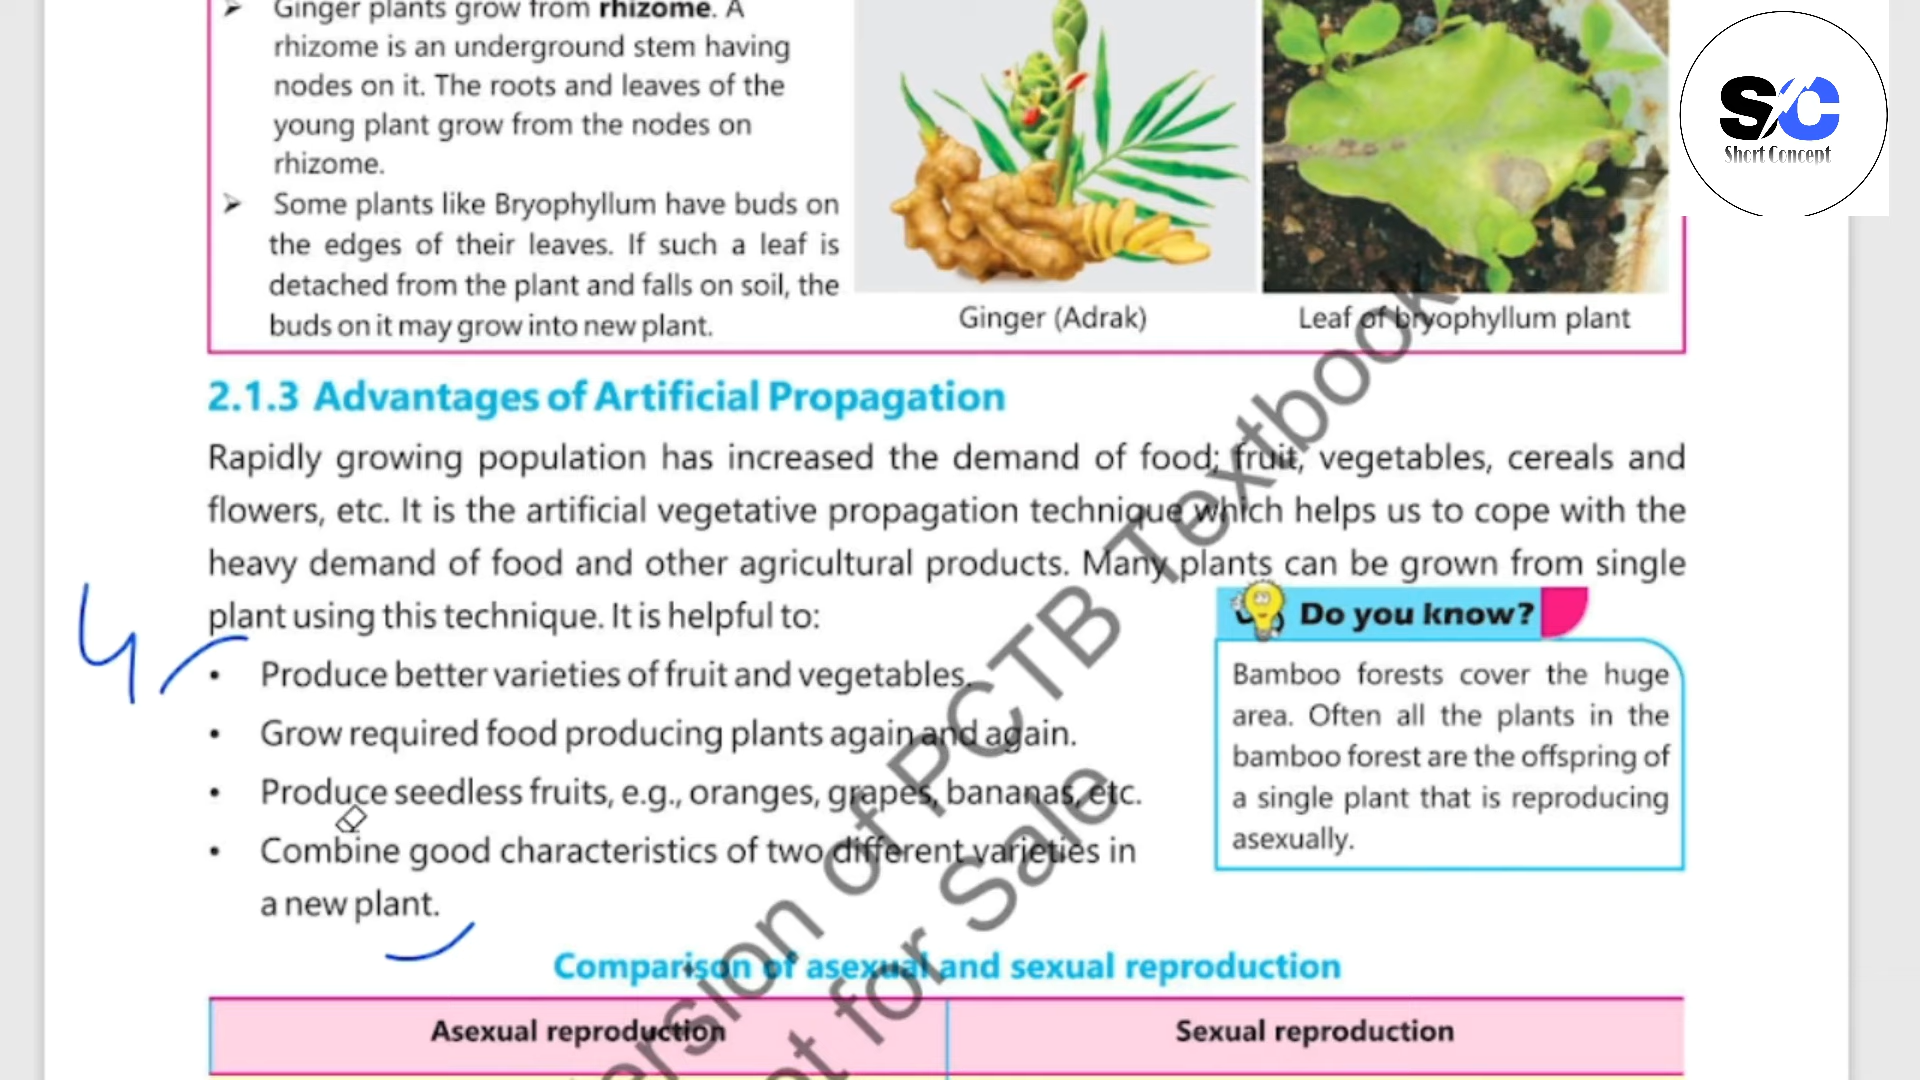 Ginger plants grow from rhizome. A
rhizome is an underground stem having
nodes on it. The roots and leaves of the
young plant grow from the nodes on
rhizome.
Some plants like Bryophyllum have buds on
the edges of their leaves. If such a leaf is
detached from the plant and falls on soil, the
buds on it may grow into new plant.
Ginger (Adrak)
Leaf of bryophyllum plant
S/C
Short Concept
2.1.3 Advantages of Artificial Propagation
Rapidly growing population has increased the demand of food; fruit, vegetables, cereals and
flowers, etc. It is the artificial vegetative propagation technique which helps us to cope with the
heavy demand of food and other agricultural products. Many plants can be grown from single
plant using this technique. It is helpful to:
4
• Produce better varieties of fruit and vegetables.
• Grow required food producing plants again and again.
• Produce seedless fruits, e.g., oranges, grapes, bananas, etc.
• Combine good characteristics of two different varieties in
a new plant.
Do you know?
Bamboo forests cover the huge
area. Often all the plants in the
bamboo forest are the offspring of
a single plant that is reproducing
asexually.
Comparison of asexual and sexual reproduction
Asexual reproduction
Sexual reproduction
of PCTB Textbook
for Sale